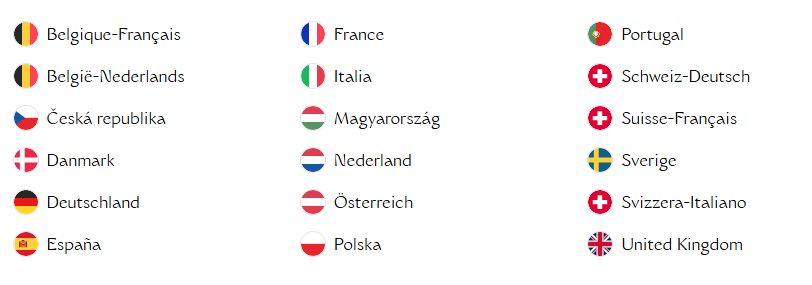 Belgique-Français
België-Nederlands
Česká republika
Danmark
Deutschland
España
France
Italia
Magyarország
Nederland
Österreich
Polska
Portugal
Schweiz-Deutsch
Suisse-Français
Sverige
Svizzera-Italiano
United Kingdom